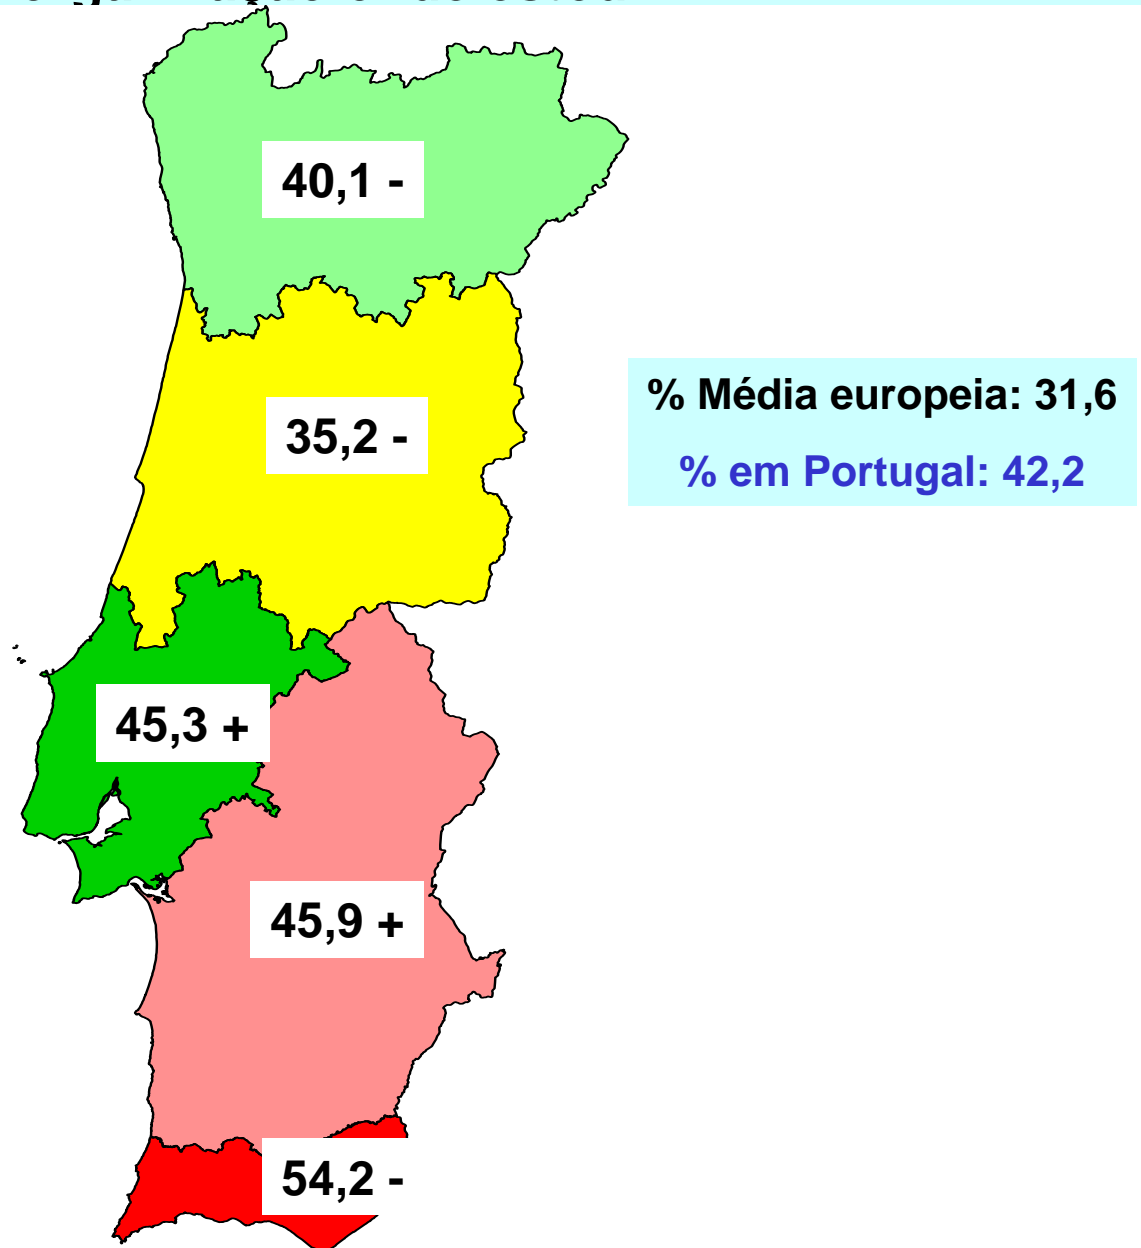 40,1 -
35,2 -
% Média europeia: 31,6
% em Portugal: 42,2
45,3 +
45,9 +
54,2 -